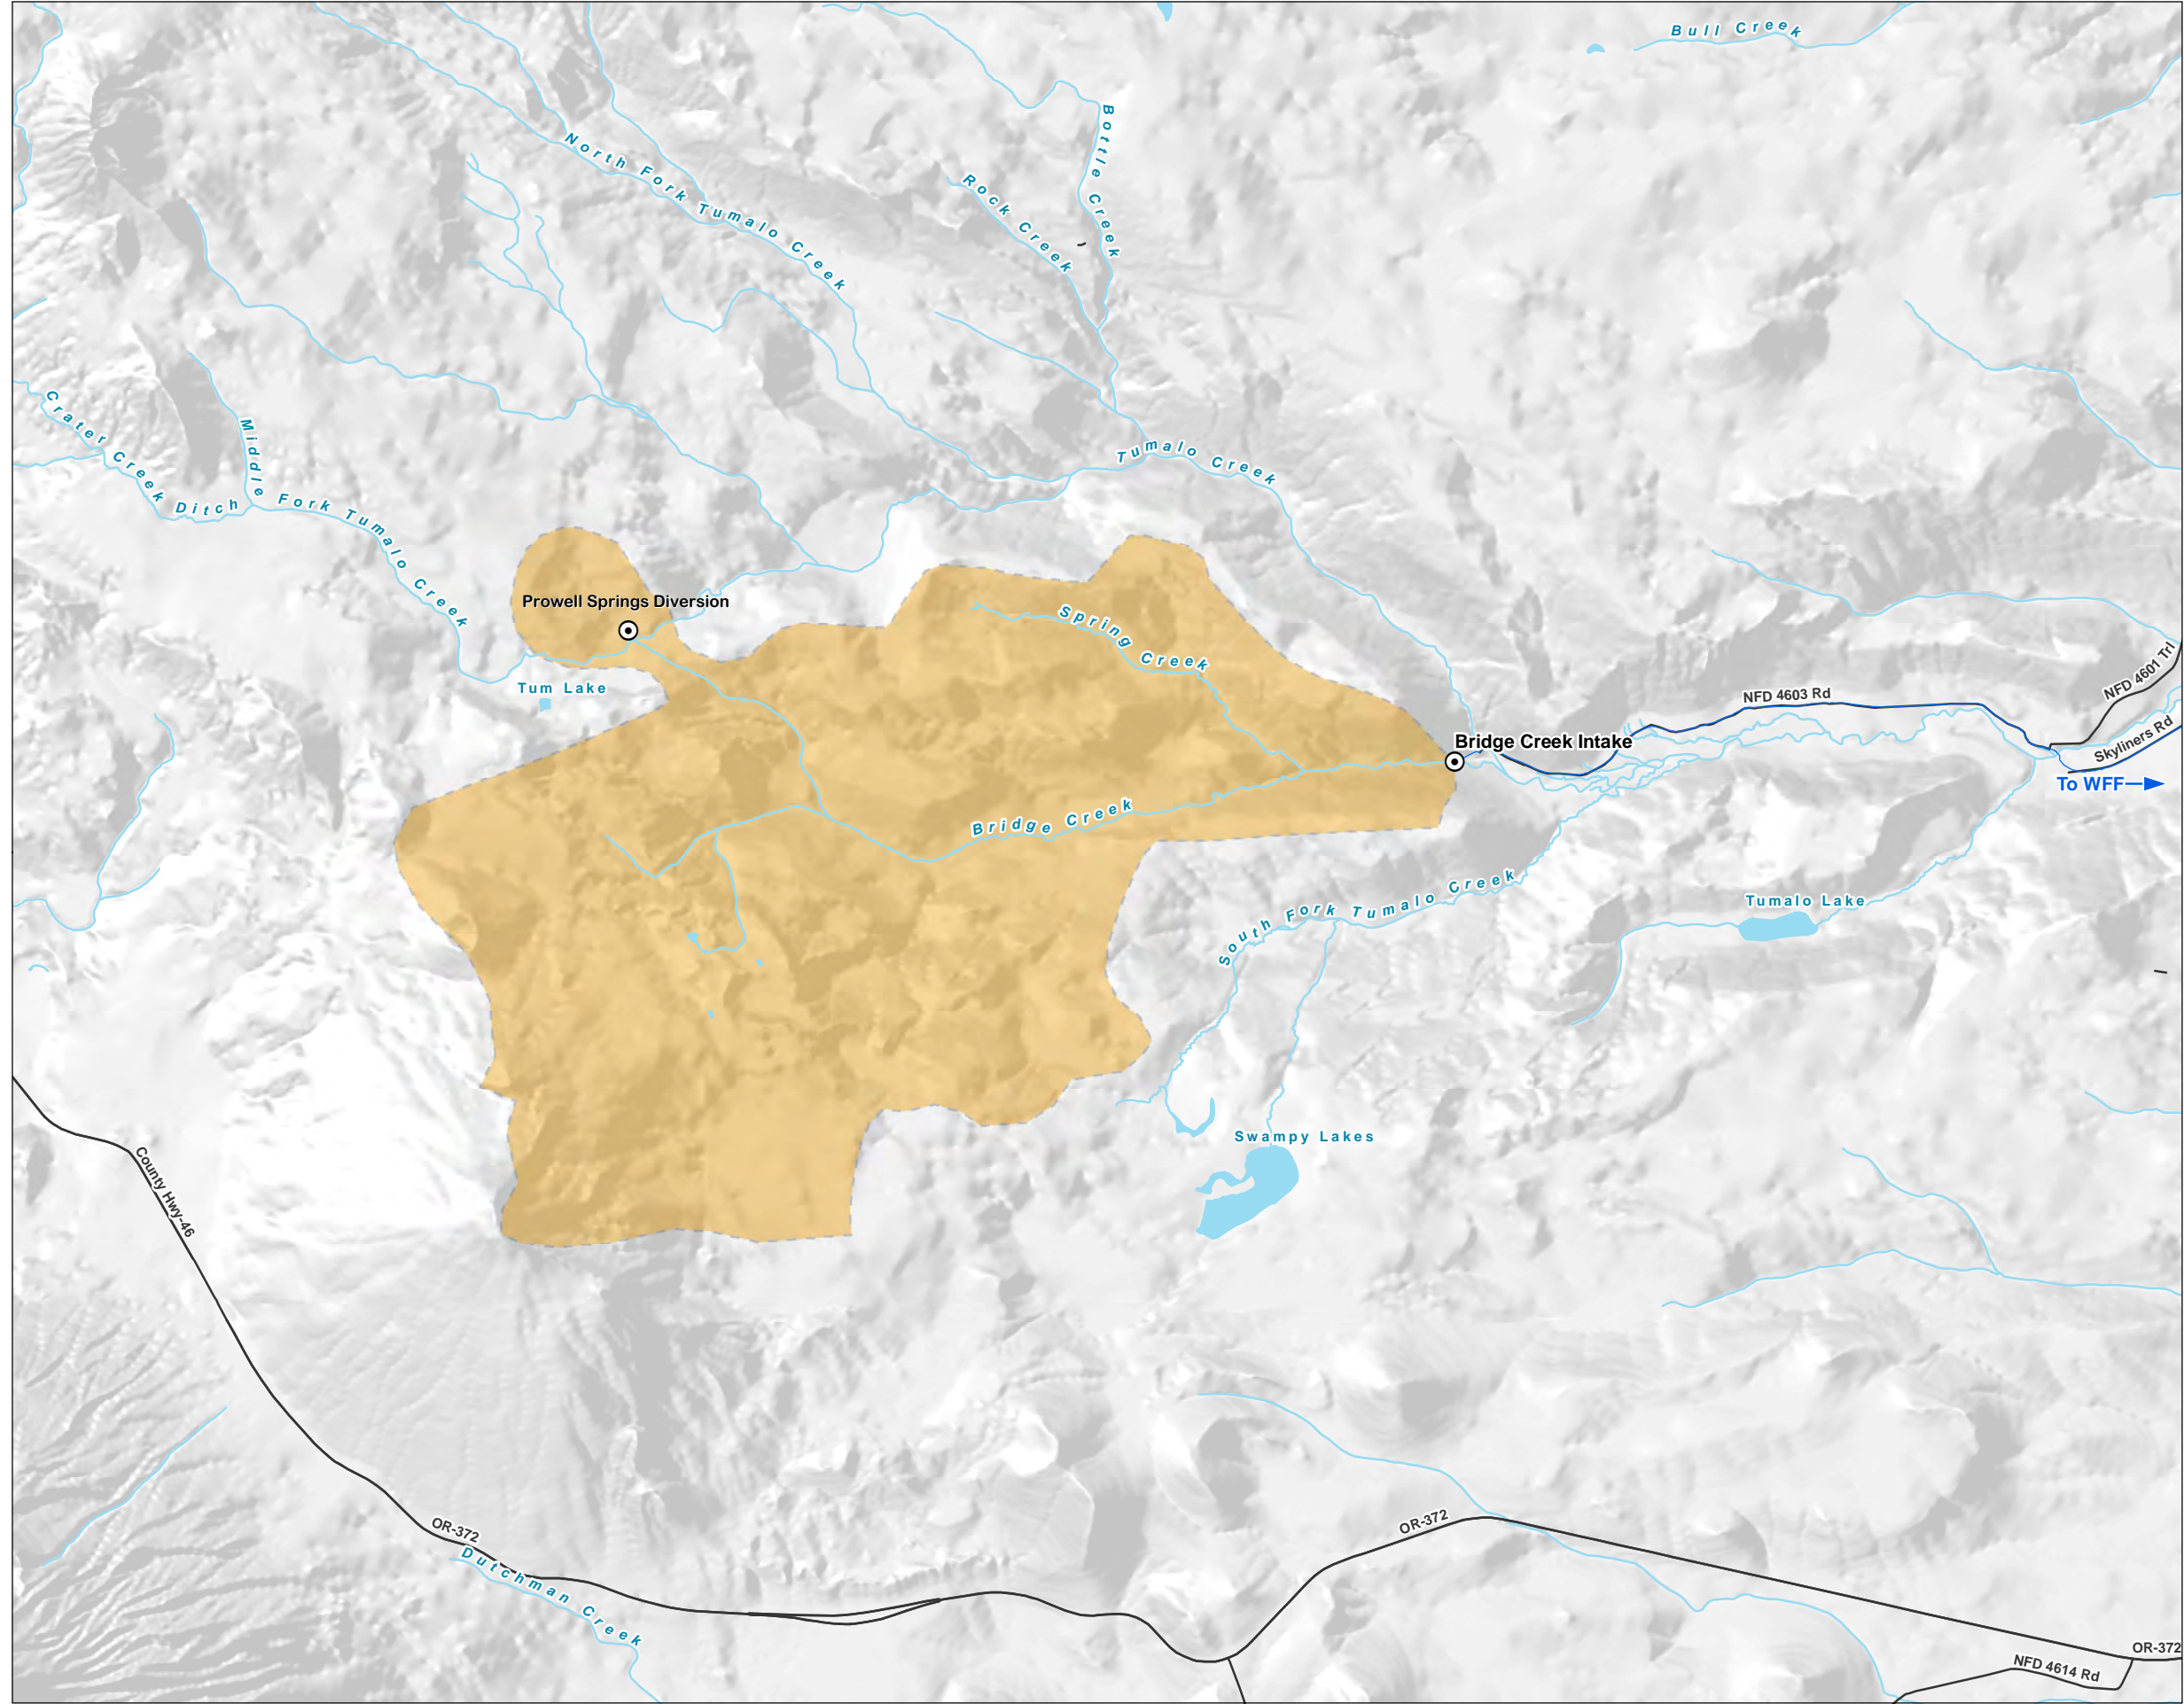 Bull Creek
Bottle Creek
North Fork Tumalo Creek
Rock Creek
Crater Creek Ditch
Middle Fork Tumalo Creek
Tumalo Creek
Prowell Springs Diversion
Spring Creek
Tum Lake
NFD 4601 Trl
NFD 4603 Rd
Skyliners Rd
Bridge Creek Intake
To WFF
Bridge Creek
South Fork Tumalo Creek
Tumalo Lake
Swampy Lakes
County Hwy-46
OR-372
OR-372
Dutchman Creek
OR-372
NFD 4614 Rd